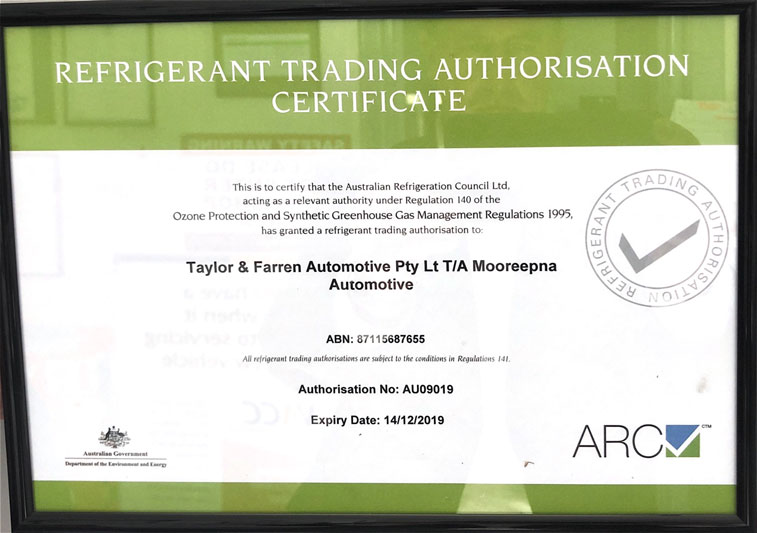 REFRIGERANT TRADING AUTHORISATION
CERTIFICATE
This is to certify that the Australian Refrigeration Council Ltd,
acting as a relevant authority under Regulation 140 of the
Ozone Protection and Synthetic Greenhouse Gas Management Regulations 1995,
has granted a refrigerant trading authorisation to:
REFRIGERANT TRADING AUTHORISATION
Taylor & Farren Automotive Pty Lt T/A Mooreepna
Automotive
ABN: 87115687655
All refrigerant trading authorisations are subject to the conditions in Regulations 141.
Authorisation No: AU09019
Expiry Date: 14/12/2019
Australian Government
Department of the Environment and Energy
ARC
CTM